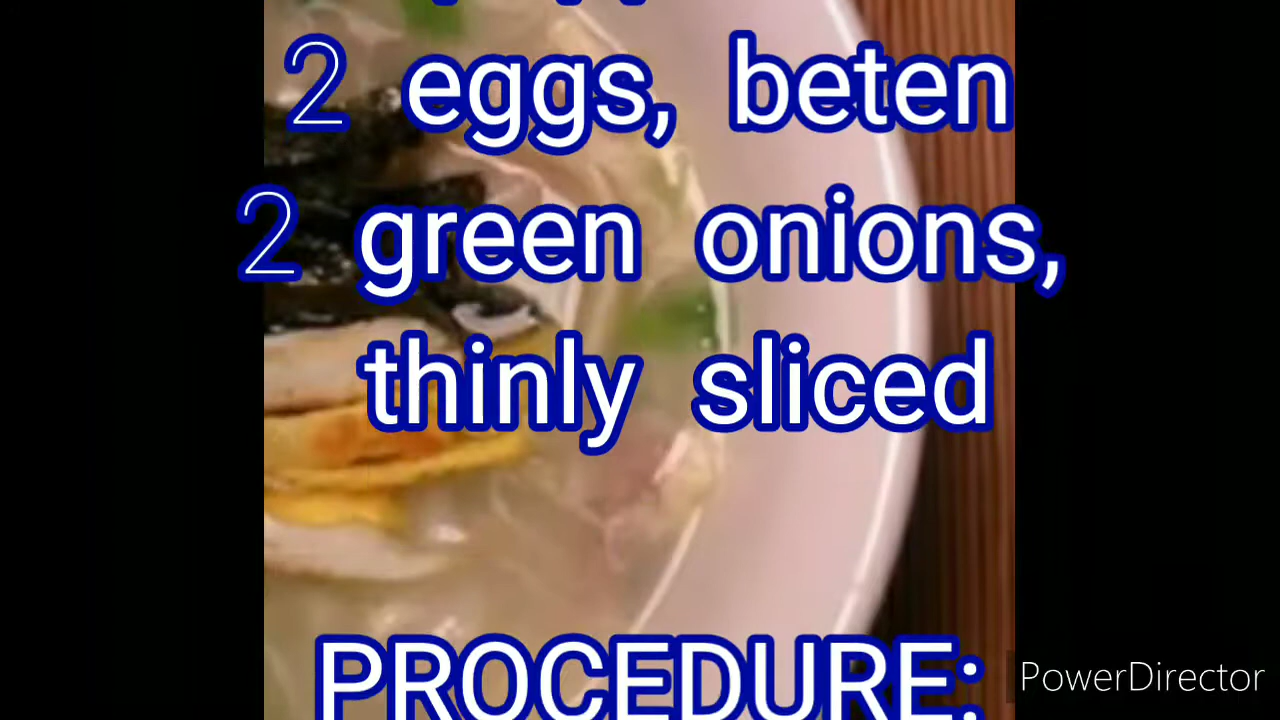 2 eggs, beten
2 green onions,
thinly sliced
PROCEDURE:
PowerDirector